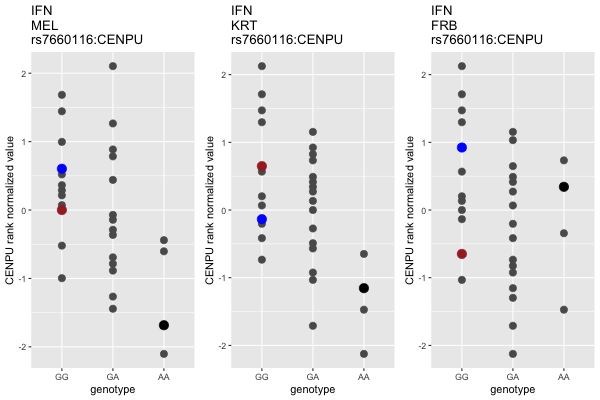 IFN
MEL
rs7660116:CENPU
CENPU rank normalized value
2
1
0
-1
-2
GG
GA
AA
genotype
IFN
KRT
rs7660116:CENPU
CENPU rank normalized value
2
1
0
-1
-2
GG
GA
AA
genotype
IFN
FRB
rs7660116:CENPU
CENPU rank normalized value
2
1
0
-1
-2
GG
GA
AA
genotype